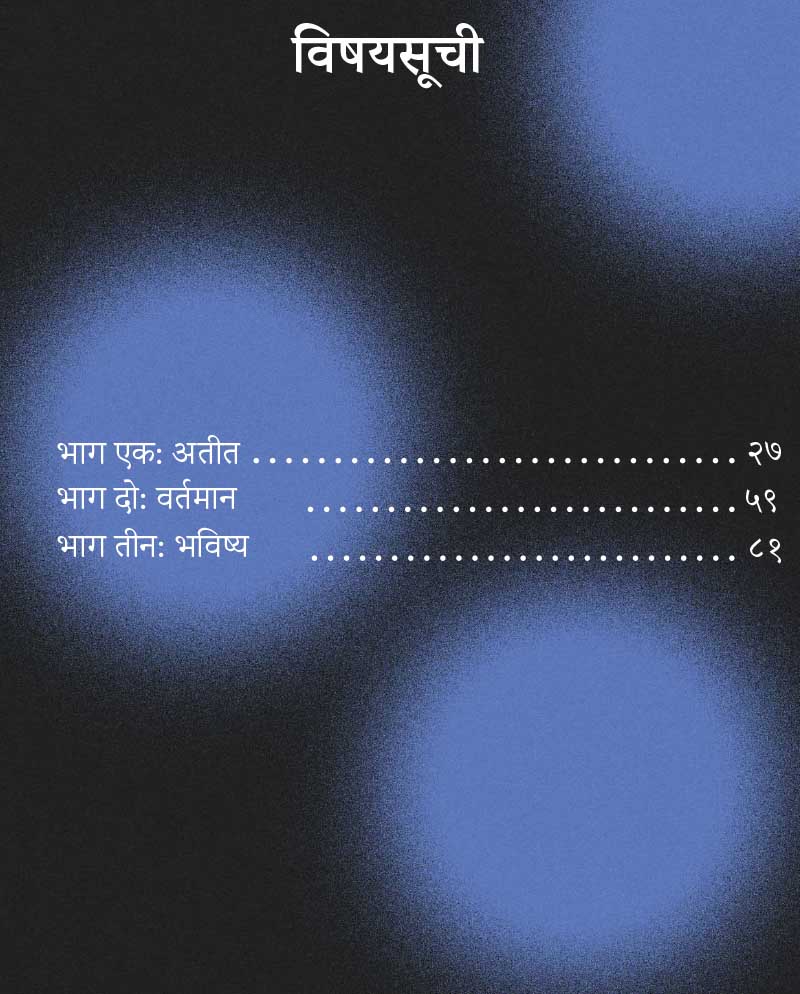 विषयसूची
भाग एक: अतीत ............................... २७
भाग दो: वर्तमान ........................... ५९
भाग तीन: भविष्य ........................... ८१